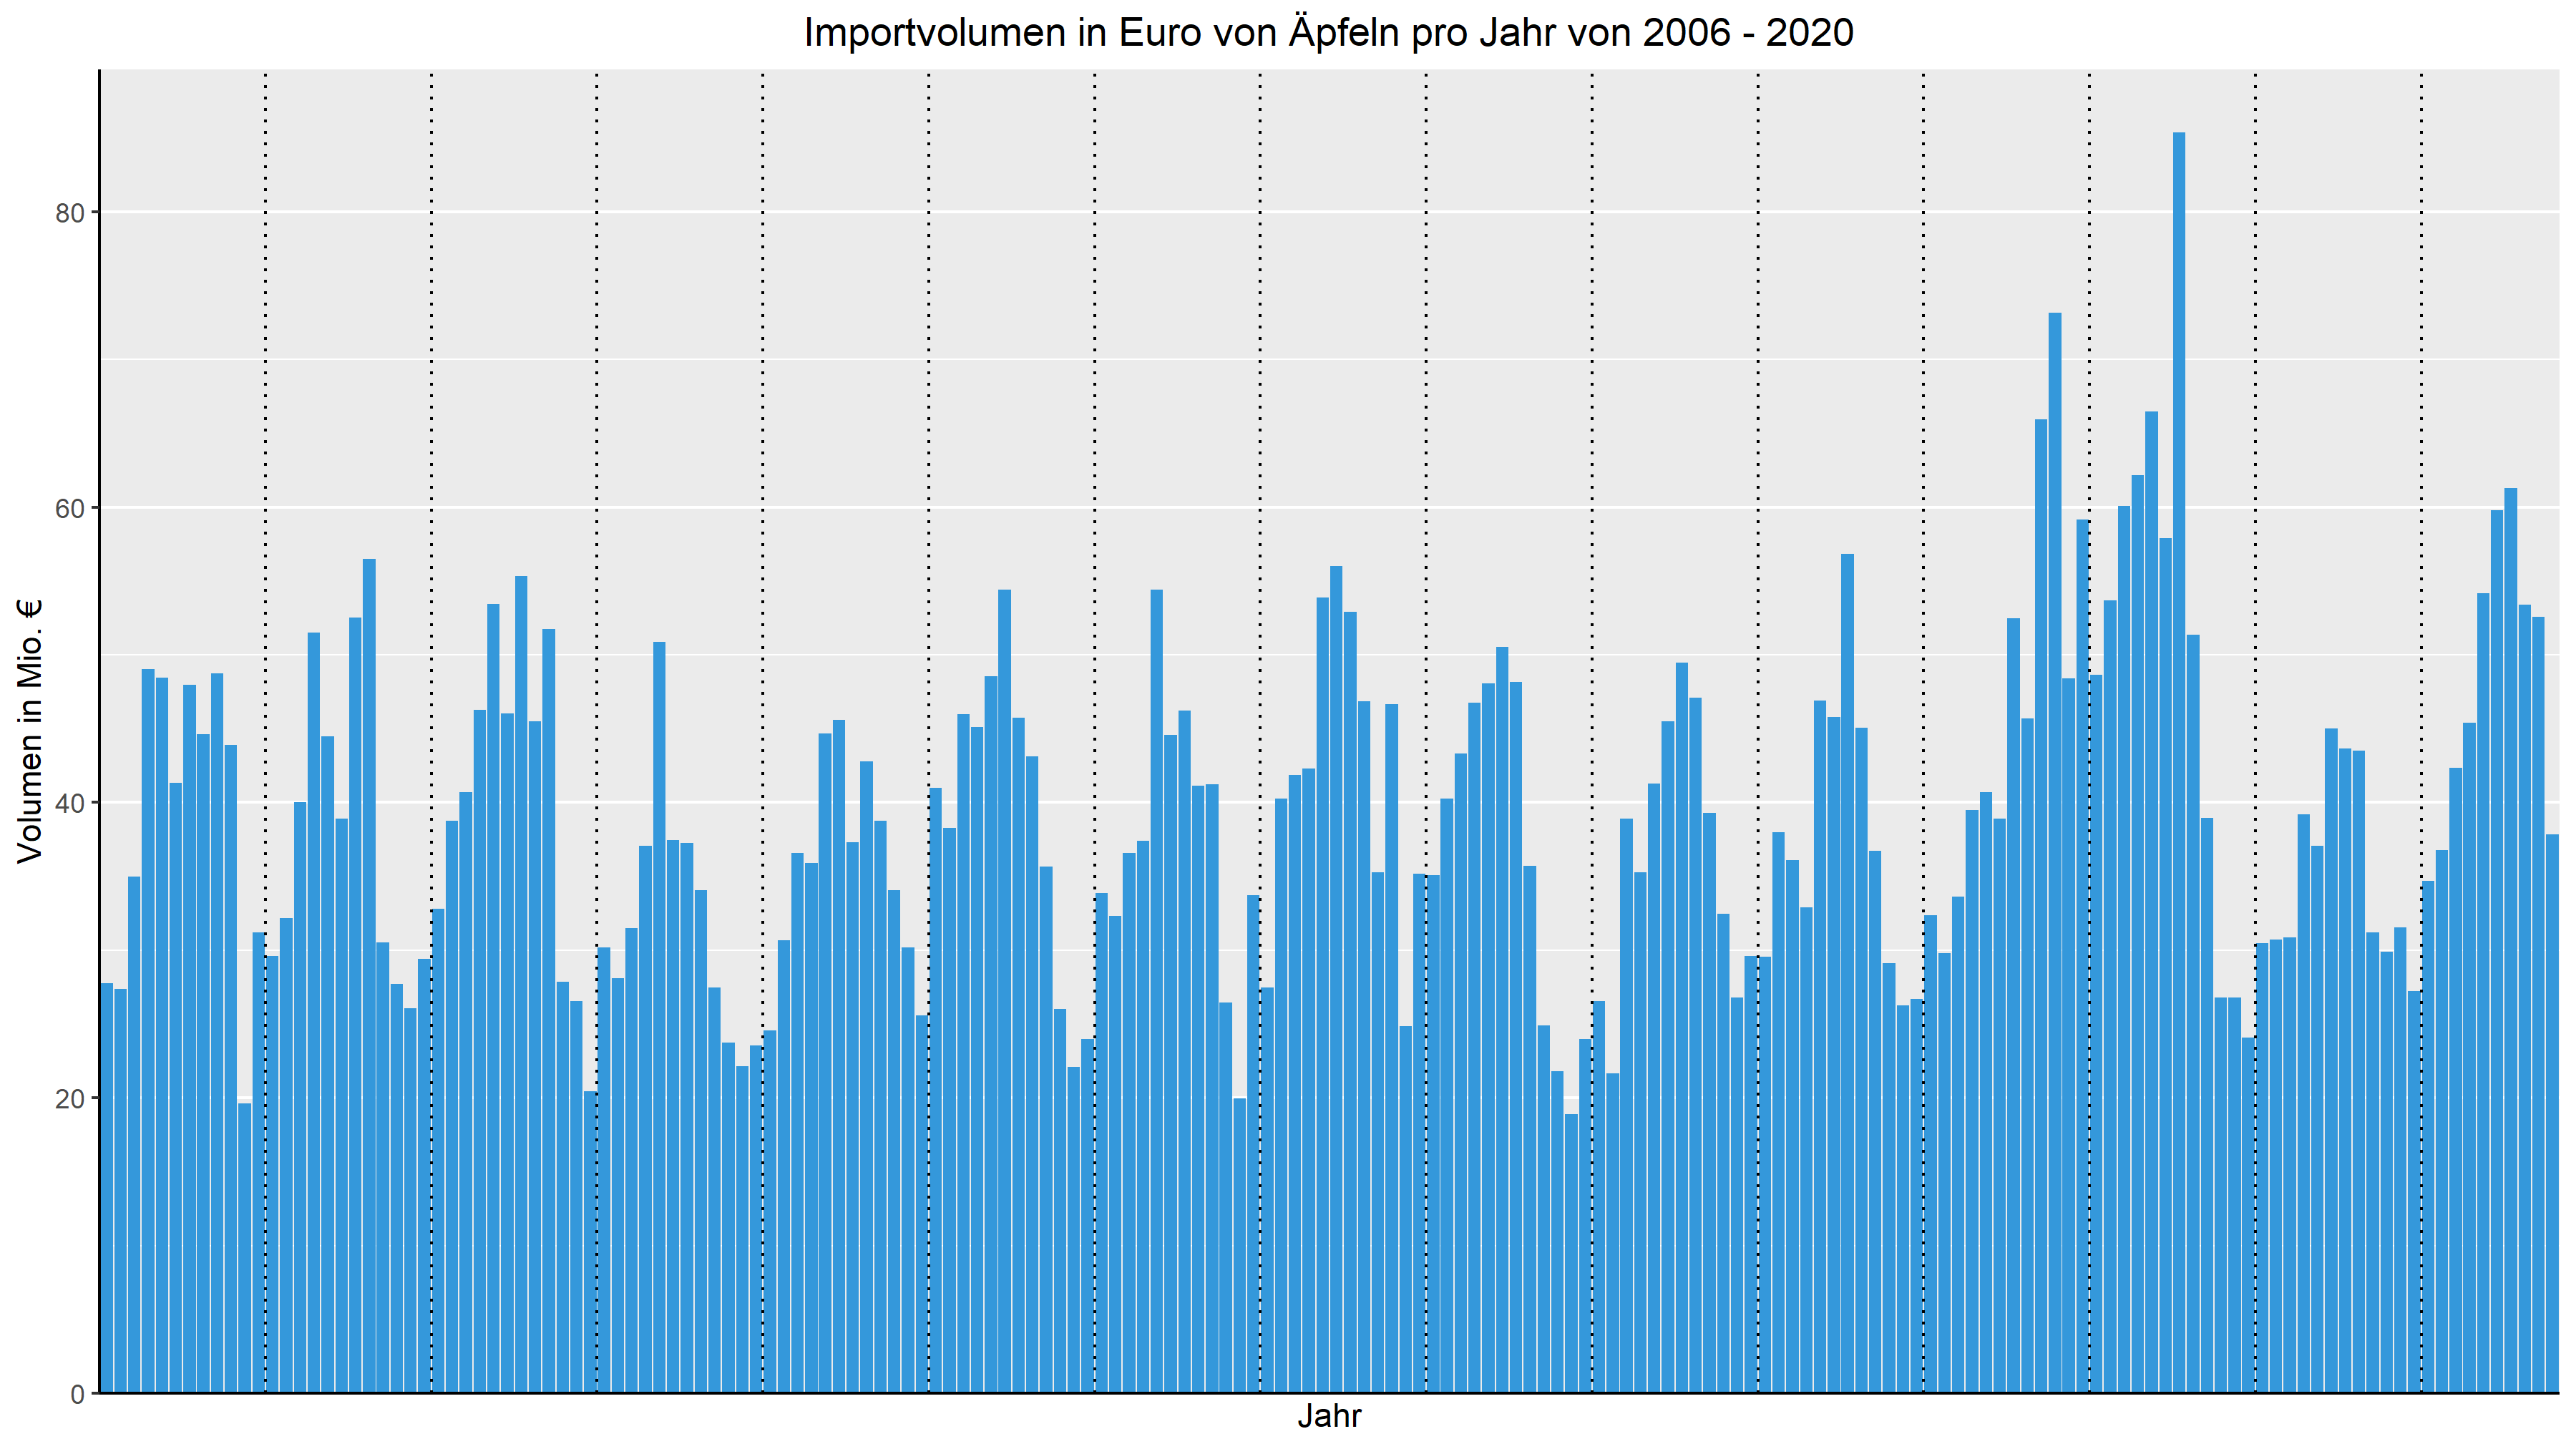 Importvolumen in Euro von Äpfeln pro Jahr von 2006 - 2020
Volumen in Mio. €
80
60
40
20
0
Jahr